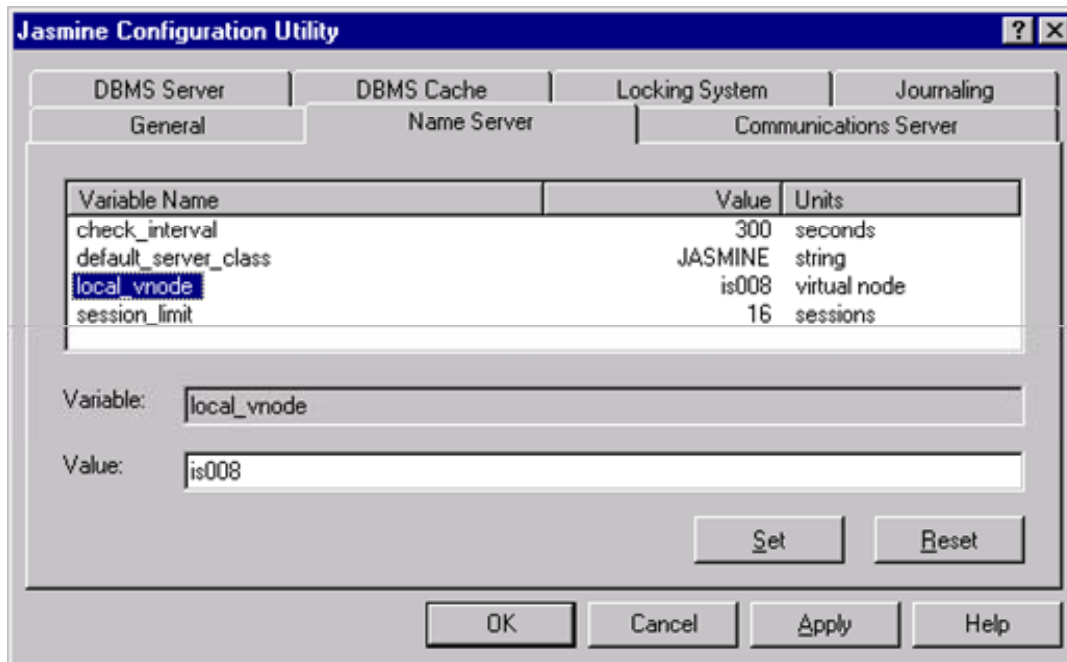 Jasmine Configuration Utility ? X
DBMS Server DBMS Cache Locking System Journaling
General Name Server Communications Server
Variable Name Value Units
check_interval 300 seconds
default_server_class JASMINE string
local_vnode is008 virtual node
session_limit 16 sessions
Variable: local_vnode
Value: is008
Set Reset
OK Cancel Apply Help